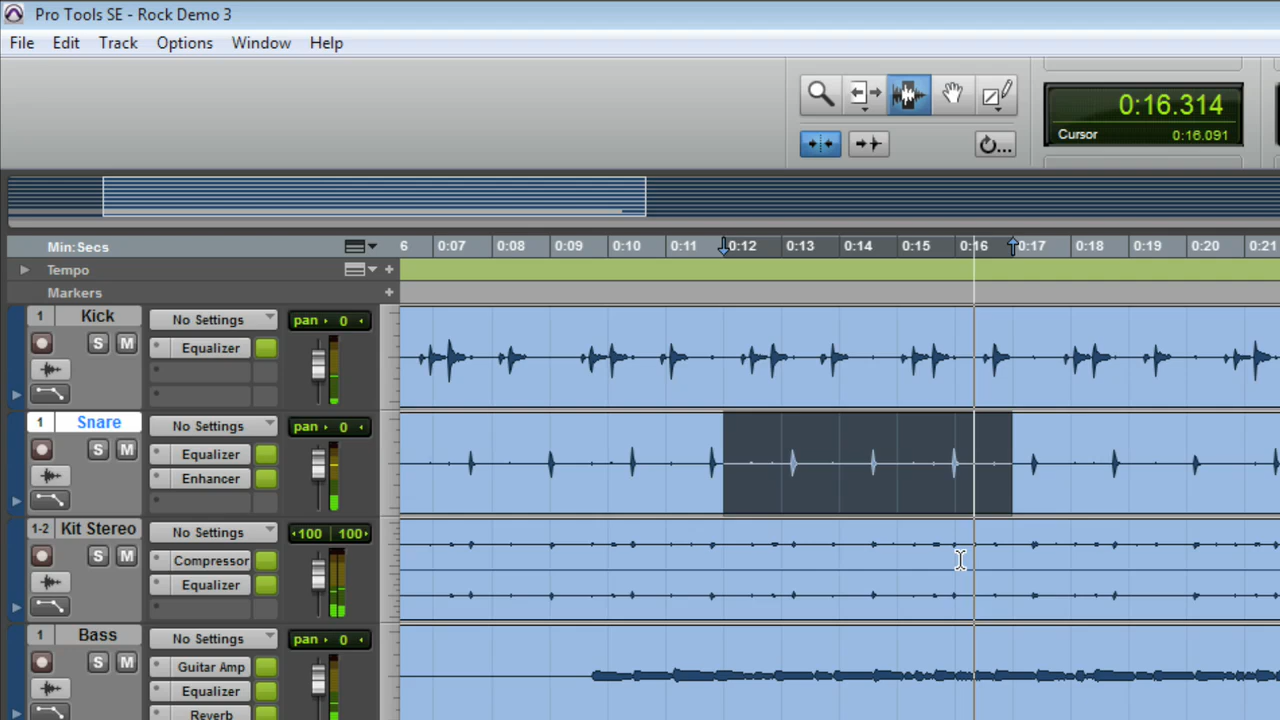 Pro Tools SE - Rock Demo 3
File Edit Track Options Window Help
0:16.314
Cursor 0:16.091
Min:Secs 6 0:07 0:08 0:09 0:10 0:11 0:12 0:13 0:14 0:15 0:16 0:17 0:18 0:19 0:20 0:21
Tempo
Markers
1 Kick No Settings pan 0
S M Equalizer
1 Snare No Settings pan 0
S M Equalizer
Enhancer
1-2 Kit Stereo No Settings 100 100
S M Compressor
Equalizer
1 Bass No Settings pan 0
S M Guitar Amp
Equalizer
Reverb